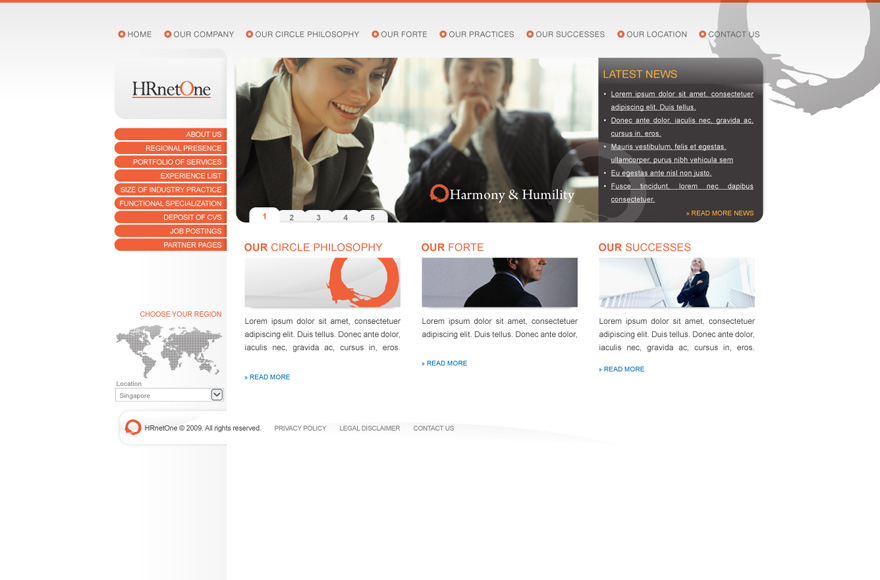 HOME OUR COMPANY OUR CIRCLE PHILOSOPHY OUR FORTE OUR PRACTICES OUR SUCCESSES OUR LOCATION CONTACT US
HRnetOne
ABOUT US
REGIONAL PRESENCE
PORTFOLIO OF SERVICES
EXPERIENCE LIST
SIZE OF INDUSTRY PRACTICE
FUNCTIONAL SPECIALIZATION
DEPOSIT OF CVS
JOB POSTINGS
PARTNER PAGES
CHOOSE YOUR REGION
Location
Singapore
Harmony & Humility
1 2 3 4 5
LATEST NEWS
• Lorem ipsum dolor sit amet, consectetuer
adipiscing elit. Duis tellus.
• Donec ante dolor, iaculis nec, gravida ac,
cursus in, eros.
• Mauris vestibulum, felis et egestas,
ullamcorper, purus nibh vehicula sem
• Eu egestas ante nisl non justo.
• Fusce tincidunt, lorem nec dapibus
consectetuer.
» READ MORE NEWS
OUR CIRCLE PHILOSOPHY
Lorem ipsum dolor sit amet, consectetuer
adipiscing elit. Duis tellus. Donec ante dolor,
iaculis nec, gravida ac, cursus in, eros.
» READ MORE
OUR FORTE
Lorem ipsum dolor sit amet, consectetuer
adipiscing elit. Duis tellus. Donec ante dolor,
» READ MORE
OUR SUCCESSES
Lorem ipsum dolor sit amet, consectetuer
adipiscing elit. Duis tellus. Donec ante dolor,
iaculis nec, gravida ac, cursus in, eros.
» READ MORE
HRnetOne © 2009. All rights reserved. PRIVACY POLICY LEGAL DISCLAIMER CONTACT US